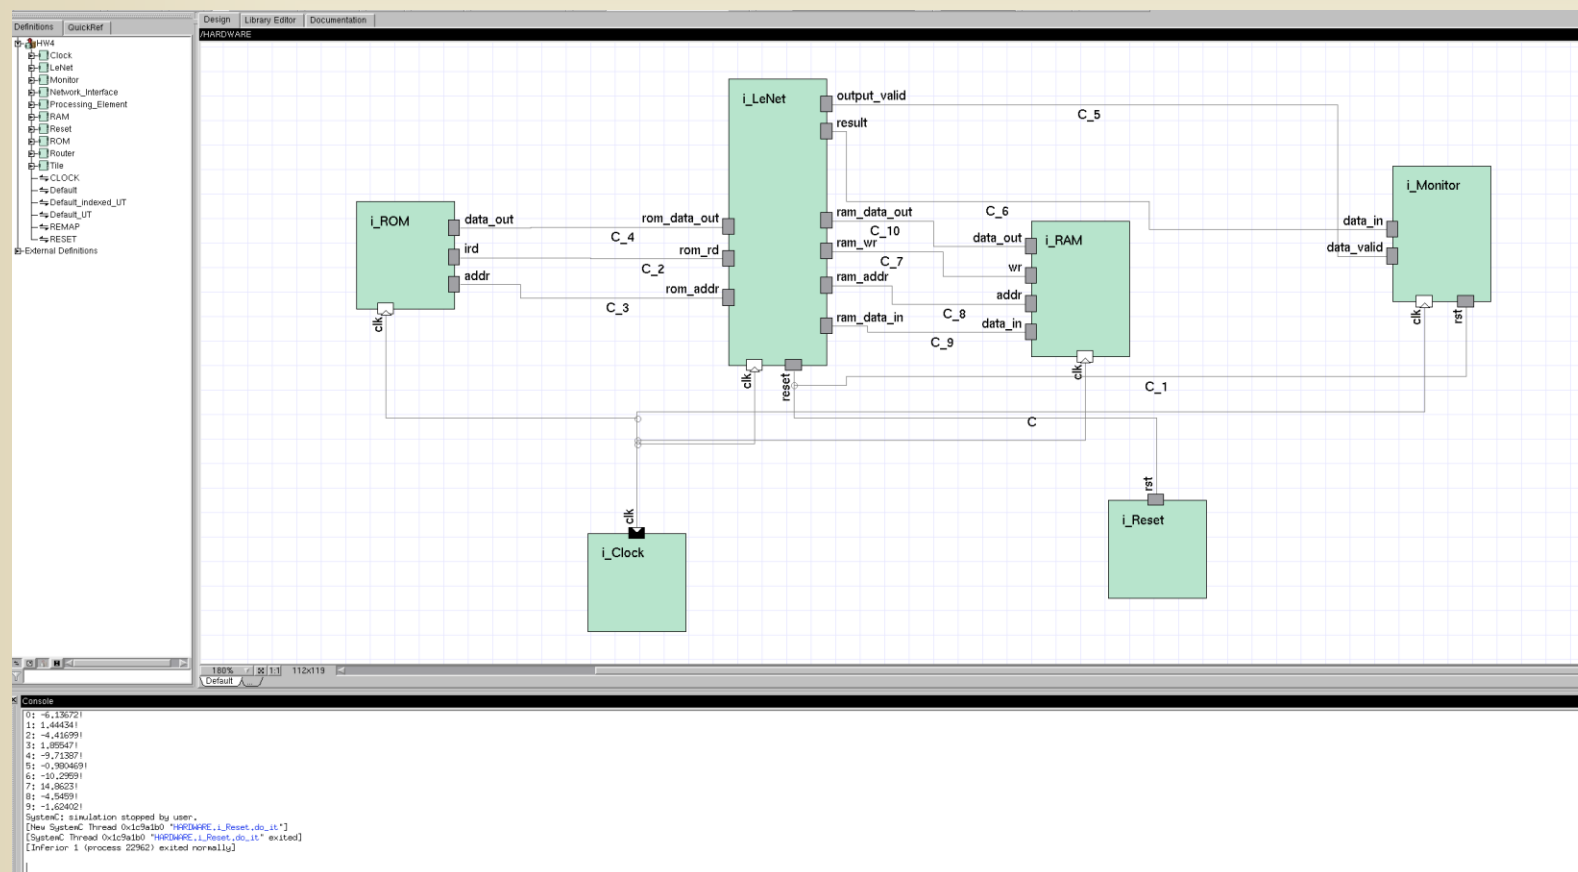 Definitions QuickRef
Design Library Editor Documentation
/HARDWARE
HW4
Clock
LeNet
Monitor
Network_Interface
Processing_Element
RAM
Reset
ROM
Router
Tile
CLOCK
Default
Default_indexed_UT
Default_UT
REMAP
RESET
External Definitions
i_ROM
data_out
ird
addr
clk
C_4
C_2
C_3
i_LeNet
rom_data_out
rom_rd
rom_addr
output_valid
result
ram_data_out
ram_wr
ram_addr
ram_data_in
clk
reset
C_5
C_6
C_10
C_7
C_8
C_9
i_RAM
data_out
wr
addr
data_in
clk
i_Monitor
data_in
data_valid
clk
rst
C_1
C
clk
i_Clock
rst
i_Reset
180% 1:1 112x119
Default
Console
0: -6.13672!
1: 1.44434!
2: -4.41699!
3: 1.85547!
4: -9.71387!
5: -0.980469!
6: -10.2959!
7: 14.8623!
8: -4.5459!
9: -1.62402!
SystemC: simulation stopped by user.
[New SystemC Thread 0x1c9a1b0 "HARDWARE.i_Reset.do_it"]
[SystemC Thread 0x1c9a1b0 "HARDWARE.i_Reset.do_it" exited]
[Inferior 1 (process 22962) exited normally]